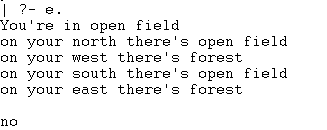 | ?- e.
You're in open field
on your north there's open field
on your west there's forest
on your south there's open field
on your east there's forest
no